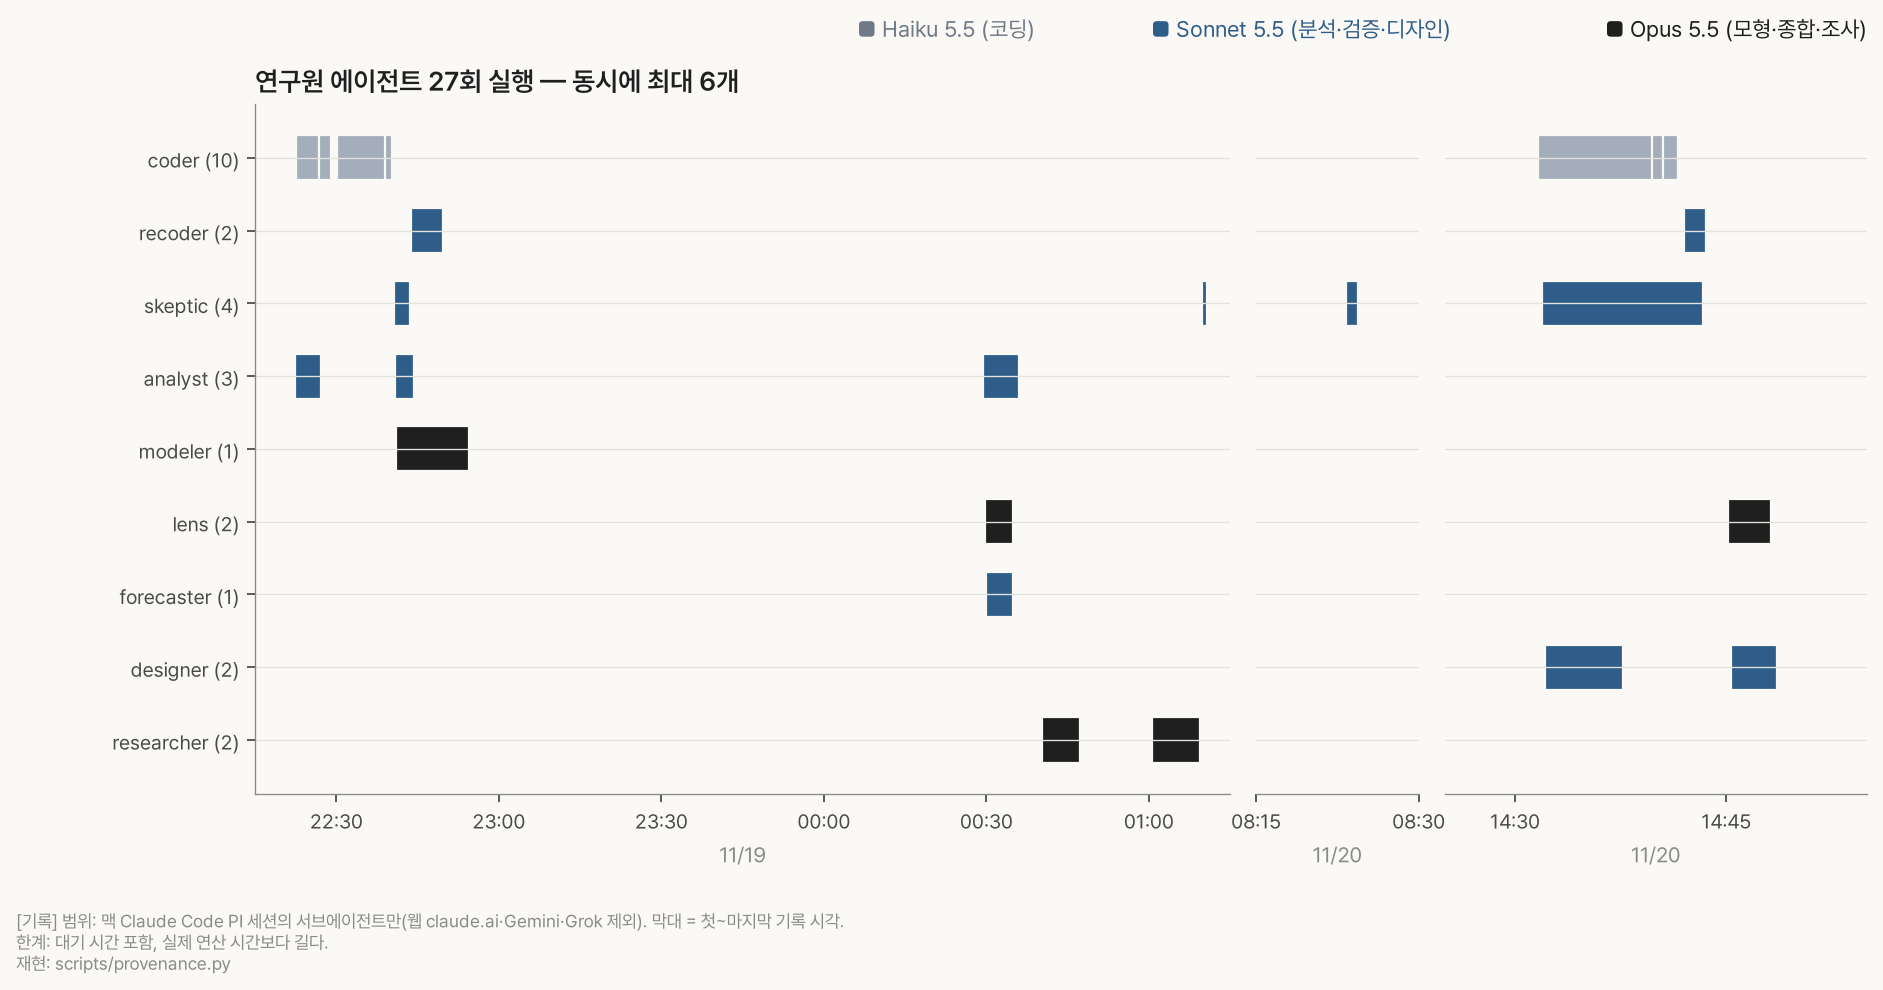 Haiku 5.5 (코딩)
Sonnet 5.5 (분석·검증·디자인)
Opus 5.5 (모형·종합·조사)
연구원 에이전트 27회 실행 — 동시에 최대 6개
coder (10)
recoder (2)
skeptic (4)
analyst (3)
modeler (1)
lens (2)
forecaster (1)
designer (2)
researcher (2)
22:30 23:00 23:30 00:00 00:30 01:00 08:15 08:30 14:30 14:45
11/19 11/20 11/20
[기록] 범위: 맥 Claude Code PI 세션의 서브에이전트만(웹 claude.ai·Gemini·Grok 제외). 막대 = 첫~마지막 기록 시각.
한계: 대기 시간 포함, 실제 연산 시간보다 길다.
재현: scripts/provenance.py